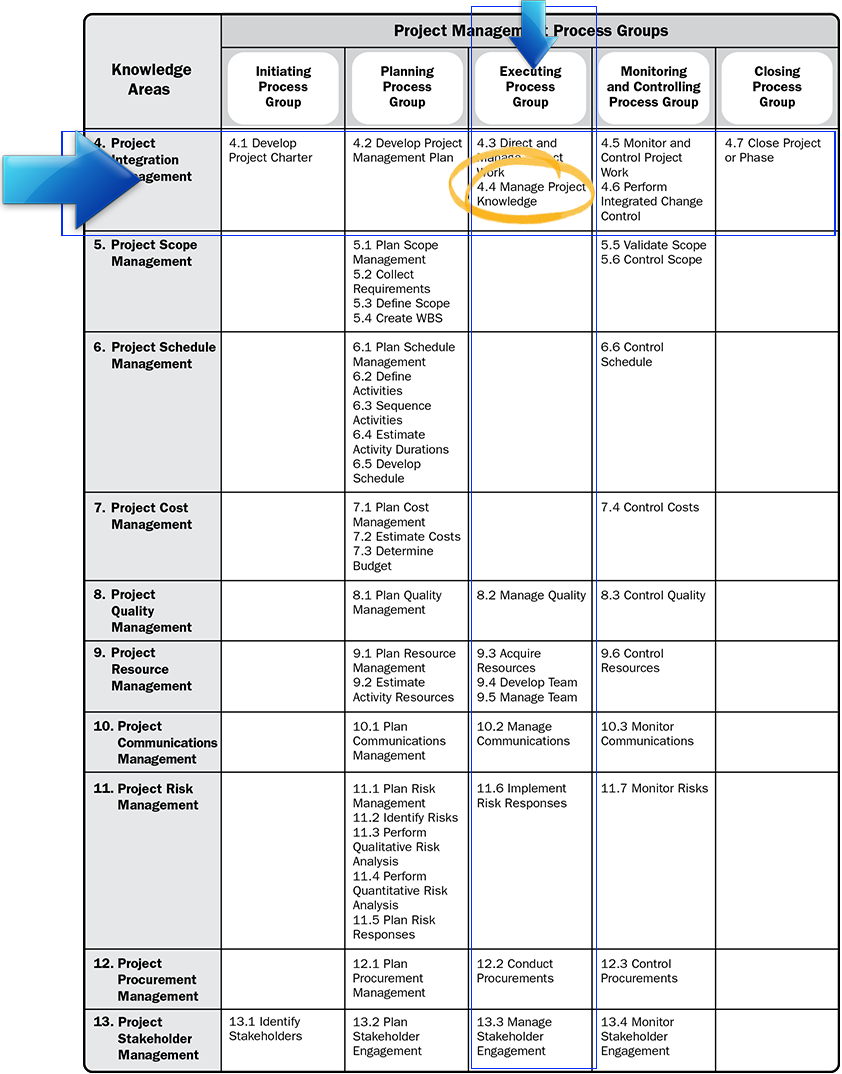 Project Management Process Groups
Knowledge
Areas
Initiating
Process
Group
Planning
Process
Group
Executing
Process
Group
Monitoring
and Controlling
Process Group
Closing
Process
Group
4. Project
Integration
Management
4.1 Develop
Project Charter
4.2 Develop Project
Management Plan
4.3 Direct and
Manage Project
Work
4.4 Manage Project
Knowledge
4.5 Monitor and
Control Project
Work
4.6 Perform
Integrated Change
Control
4.7 Close Project
or Phase
5. Project Scope
Management
5.1 Plan Scope
Management
5.2 Collect
Requirements
5.3 Define Scope
5.4 Create WBS
5.5 Validate Scope
5.6 Control Scope
6. Project Schedule
Management
6.1 Plan Schedule
Management
6.2 Define
Activities
6.3 Sequence
Activities
6.4 Estimate
Activity Durations
6.5 Develop
Schedule
6.6 Control
Schedule
7. Project Cost
Management
7.1 Plan Cost
Management
7.2 Estimate Costs
7.3 Determine
Budget
7.4 Control Costs
8. Project
Quality
Management
8.1 Plan Quality
Management
8.2 Manage Quality
8.3 Control Quality
9. Project
Resource
Management
9.1 Plan Resource
Management
9.2 Estimate
Activity Resources
9.3 Acquire
Resources
9.4 Develop Team
9.5 Manage Team
9.6 Control
Resources
10. Project
Communications
Management
10.1 Plan
Communications
Management
10.2 Manage
Communications
10.3 Monitor
Communications
11. Project Risk
Management
11.1 Plan Risk
Management
11.2 Identify Risks
11.3 Perform
Qualitative Risk
Analysis
11.4 Perform
Quantitative Risk
Analysis
11.5 Plan Risk
Responses
11.6 Implement
Risk Responses
11.7 Monitor Risks
12. Project
Procurement
Management
12.1 Plan
Procurement
Management
12.2 Conduct
Procurements
12.3 Control
Procurements
13. Project
Stakeholder
Management
13.1 Identify
Stakeholders
13.2 Plan
Stakeholder
Engagement
13.3 Manage
Stakeholder
Engagement
13.4 Monitor
Stakeholder
Engagement